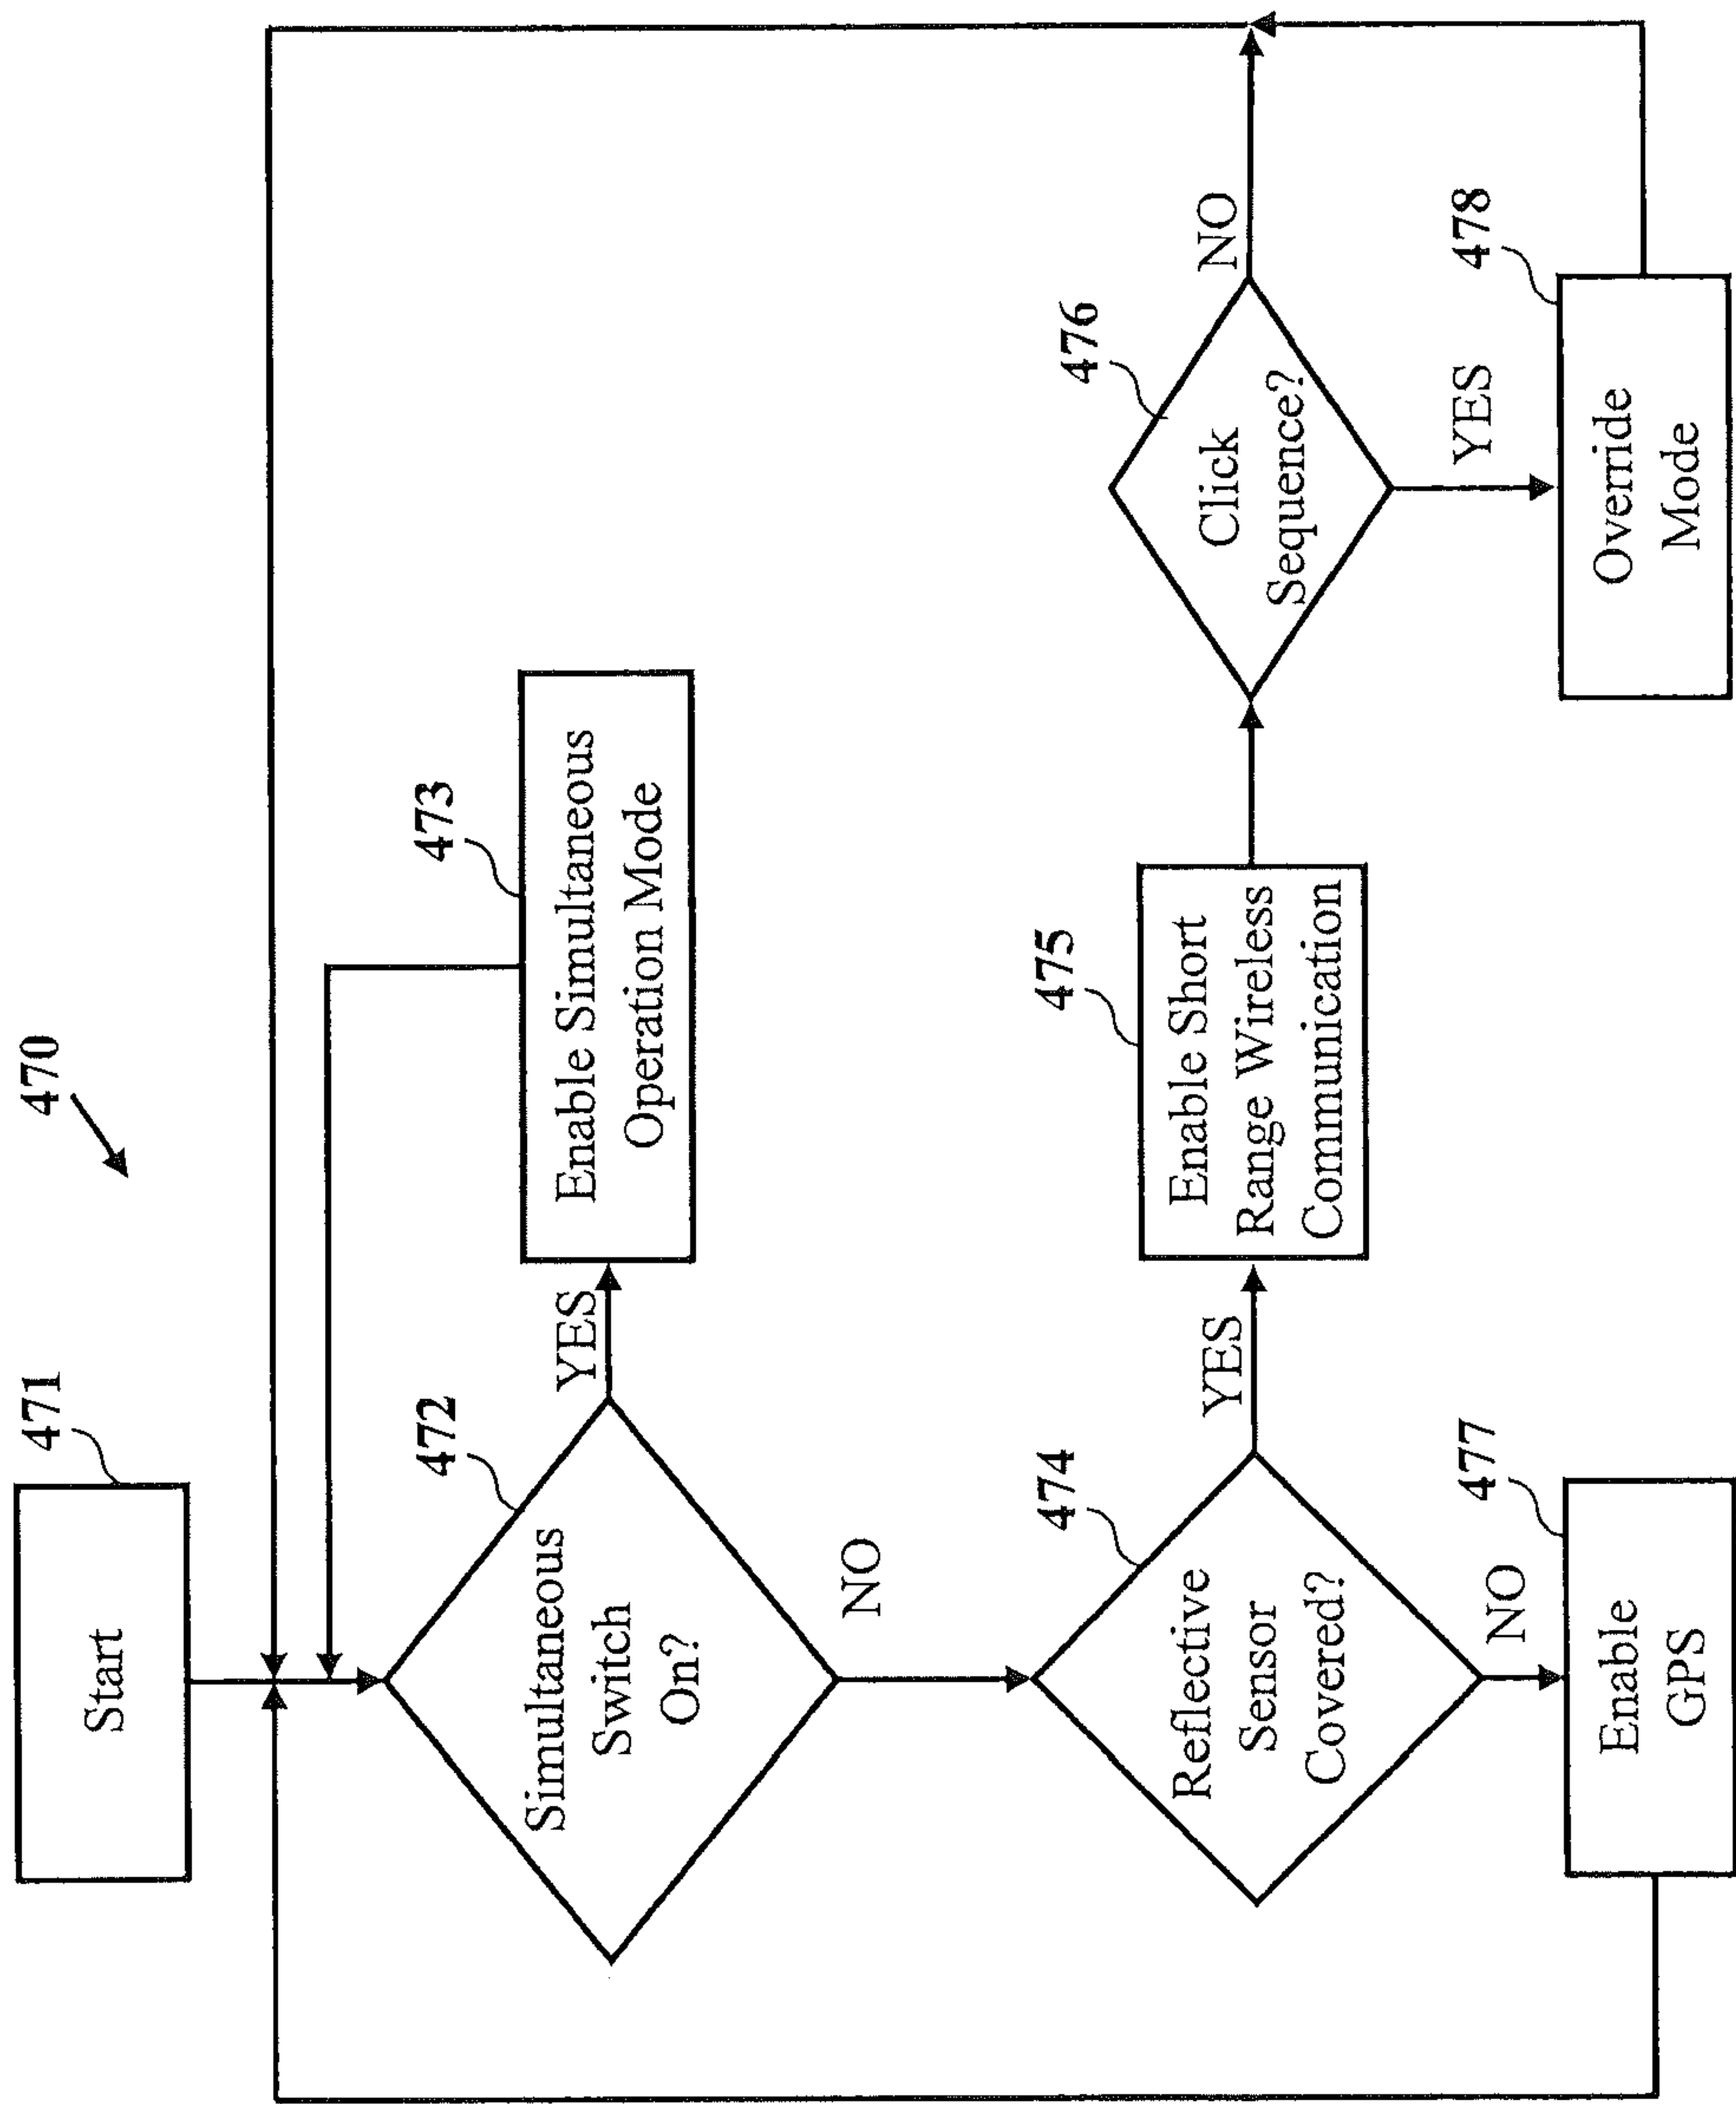 470
471
Start
472
Simultaneous
Switch
On?
YES
473
Enable Simultaneous
Operation Mode
NO
474
Reflective
Sensor
Covered?
YES
475
Enable Short
Range Wireless
Communication
476
Click
Sequence?
NO
YES
NO
477
Enable
GPS
478
Override
Mode